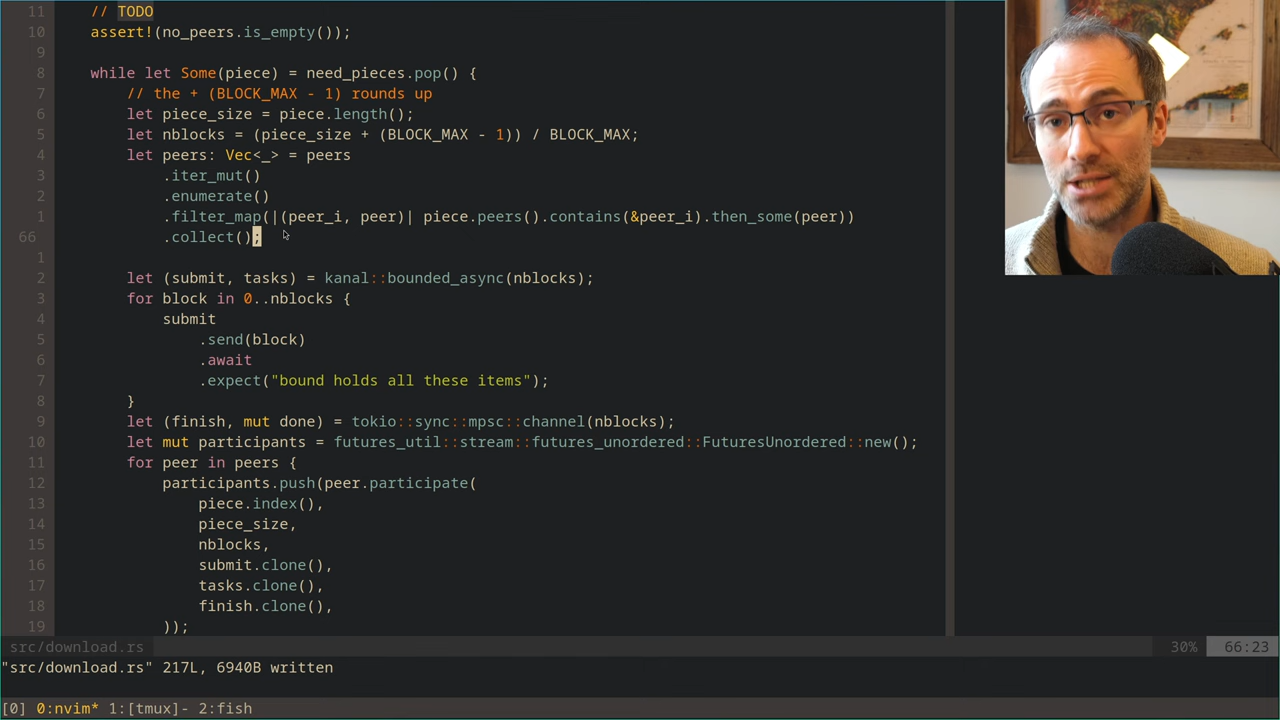 11 // TODO
10 assert!(no_peers.is_empty());
9
8 while let Some(piece) = need_pieces.pop() {
7 // the + (BLOCK_MAX - 1) rounds up
6 let piece_size = piece.length();
5 let nblocks = (piece_size + (BLOCK_MAX - 1)) / BLOCK_MAX;
4 let peers: Vec<_> = peers
3 .iter_mut()
2 .enumerate()
1 .filter_map(|(peer_i, peer)| piece.peers().contains(&peer_i).then_some(peer))
66 .collect();
1
2 let (submit, tasks) = kanal::bounded_async(nblocks);
3 for block in 0..nblocks {
4 submit
5 .send(block)
6 .await
7 .expect("bound holds all these items");
8 }
9 let (finish, mut done) = tokio::sync::mpsc::channel(nblocks);
10 let mut participants = futures_util::stream::futures_unordered::FuturesUnordered::new();
11 for peer in peers {
12 participants.push(peer.participate(
13 piece.index(),
14 piece_size,
15 nblocks,
16 submit.clone(),
17 tasks.clone(),
18 finish.clone(),
19 ));
src/download.rs 30% 66:23
"src/download.rs" 217L, 6940B written
[0] 0:nvim* 1:[tmux]- 2:fish